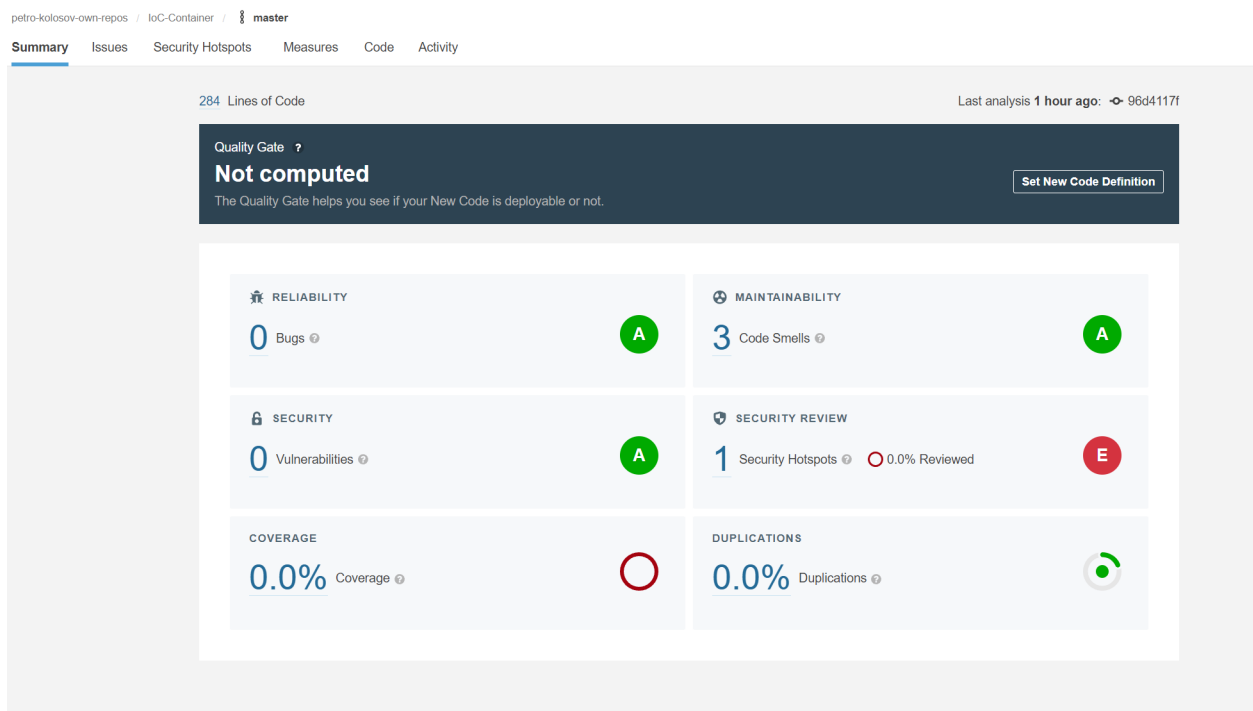 petro-kolosov-own-repos / IoC-Container / master
Summary Issues Security Hotspots Measures Code Activity
284 Lines of Code
Last analysis 1 hour ago: 96d4117f
Quality Gate ?
Not computed
The Quality Gate helps you see if your New Code is deployable or not.
Set New Code Definition
RELIABILITY
0 Bugs ?
A
MAINTAINABILITY
3 Code Smells ?
A
SECURITY
0 Vulnerabilities ?
A
SECURITY REVIEW
1 Security Hotspots ? 0.0% Reviewed
E
COVERAGE
0.0% Coverage ?
DUPLICATIONS
0.0% Duplications ?